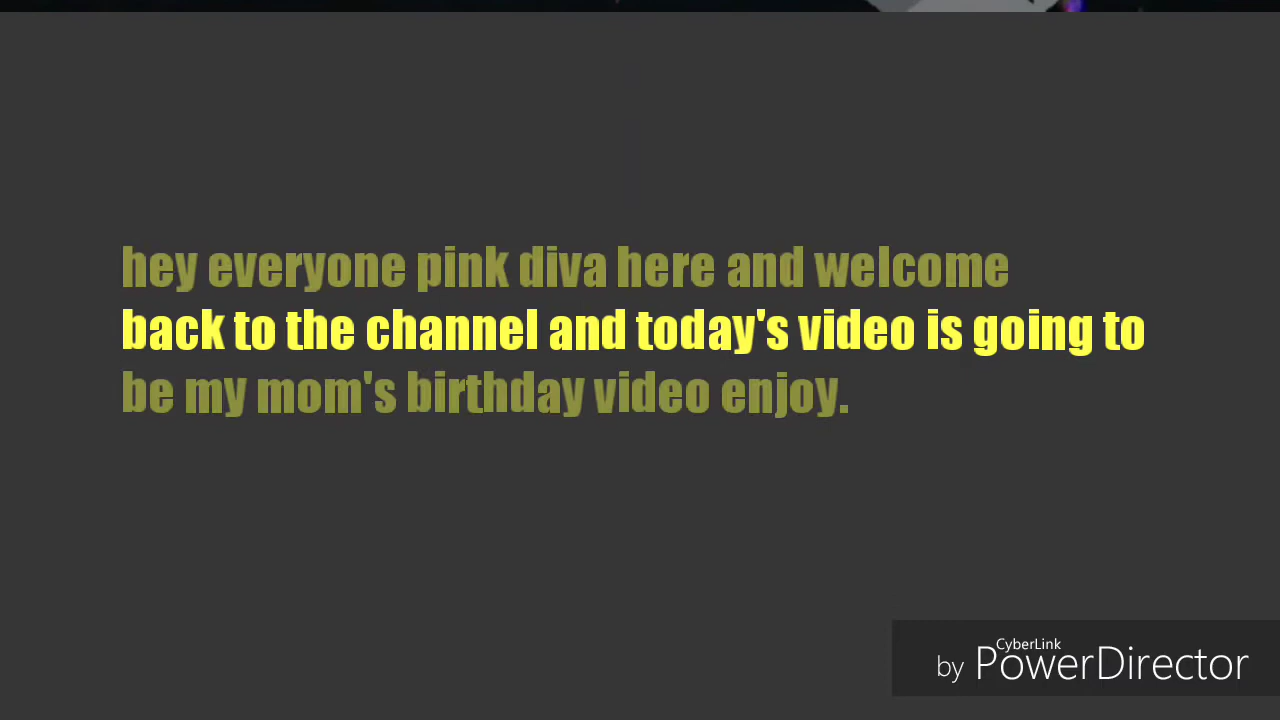 hey everyone pink diva here and welcome
back to the channel and today's video is going to
be my mom's birthday video enjoy.
CyberLink
by PowerDirector